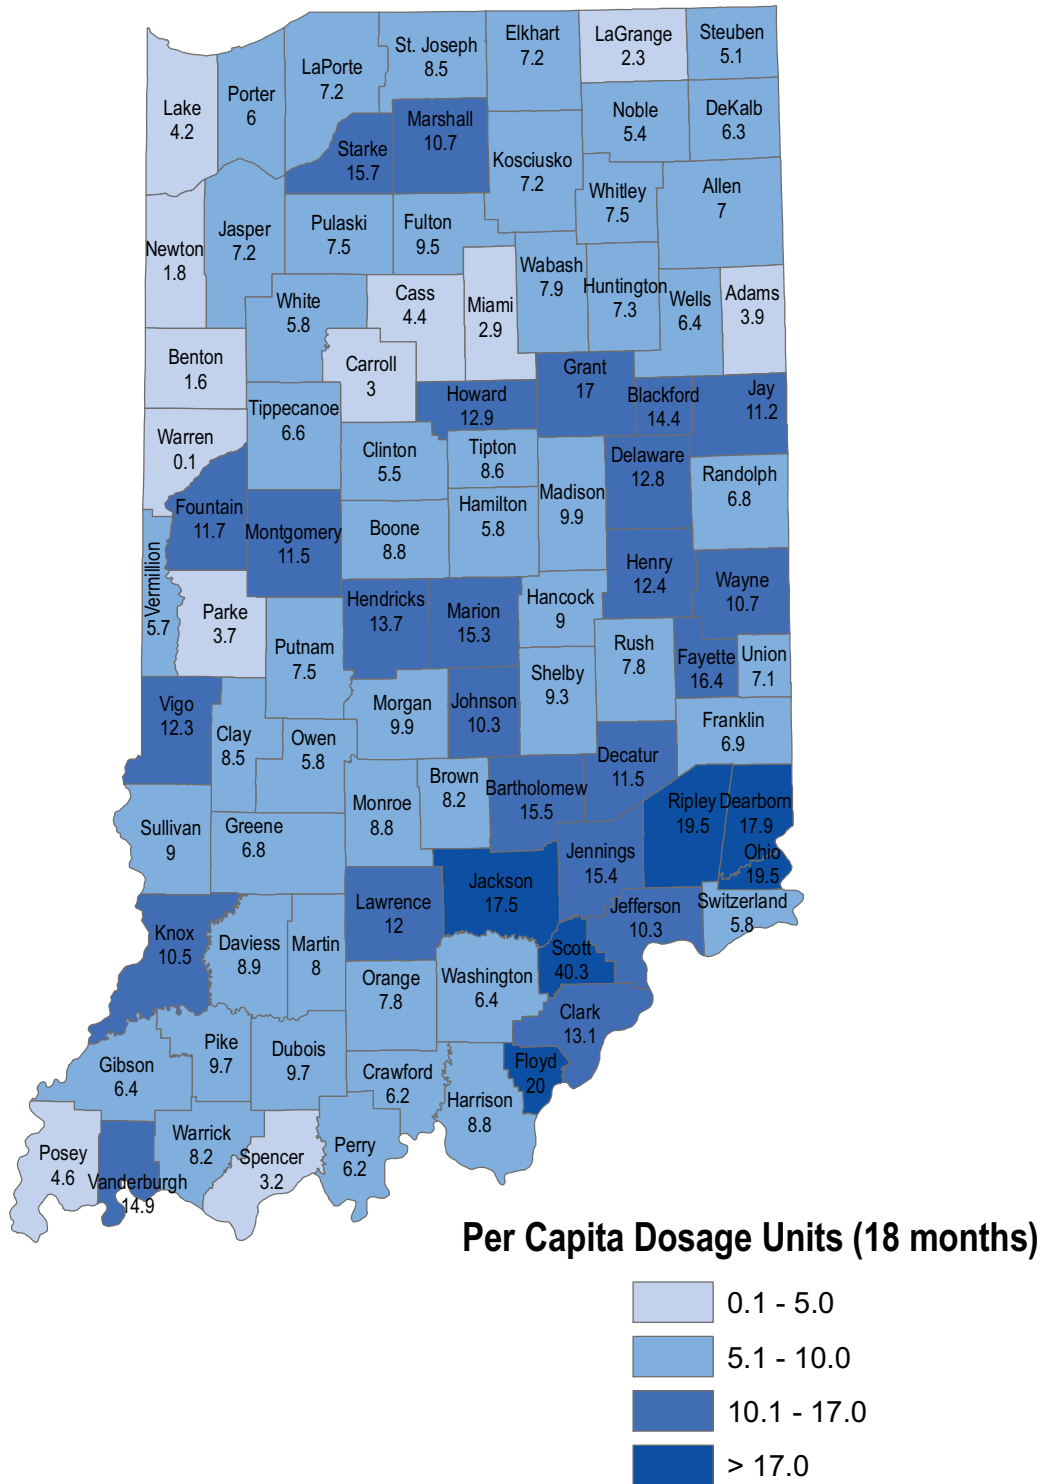 LaGrange
2.3
Steuben
5.1
Elkhart
7.2
St. Joseph
8.5
LaPorte
7.2
Porter
6
Lake
4.2
Noble
5.4
DeKalb
6.3
Marshall
10.7
Starke
15.7
Kosciusko
7.2
Whitley
7.5
Allen
7
Newton
1.8
Jasper
7.2
Pulaski
7.5
Fulton
9.5
Wabash
7.9
Huntington
7.3
Wells
6.4
Adams
3.9
White
5.8
Cass
4.4
Miami
2.9
Benton
1.6
Carroll
3
Howard
12.9
Grant
17
Blackford
14.4
Jay
11.2
Warren
0.1
Tippecanoe
6.6
Clinton
5.5
Tipton
8.6
Delaware
12.8
Randolph
6.8
Fountain
11.7
Montgomery
11.5
Boone
8.8
Hamilton
5.8
Madison
9.9
Vermillion
5.7
Parke
3.7
Putnam
7.5
Hendricks
13.7
Marion
15.3
Hancock
9
Henry
12.4
Wayne
10.7
Rush
7.8
Fayette
16.4
Union
7.1
Vigo
12.3
Clay
8.5
Owen
5.8
Morgan
9.9
Johnson
10.3
Shelby
9.3
Decatur
11.5
Franklin
6.9
Sullivan
9
Greene
6.8
Monroe
8.8
Brown
8.2
Bartholomew
15.5
Ripley
19.5
Dearborn
17.9
Ohio
19.5
Jennings
15.4
Jackson
17.5
Lawrence
12
Jefferson
10.3
Switzerland
5.8
Knox
10.5
Daviess
8.9
Martin
8
Orange
7.8
Washington
6.4
Scott
40.3
Clark
13.1
Floyd
20
Gibson
6.4
Pike
9.7
Dubois
9.7
Crawford
6.2
Harrison
8.8
Posey
4.6
Vanderburgh
14.9
Warrick
8.2
Spencer
3.2
Perry
6.2
Per Capita Dosage Units (18 months)
0.1 - 5.0
5.1 - 10.0
10.1 - 17.0
> 17.0